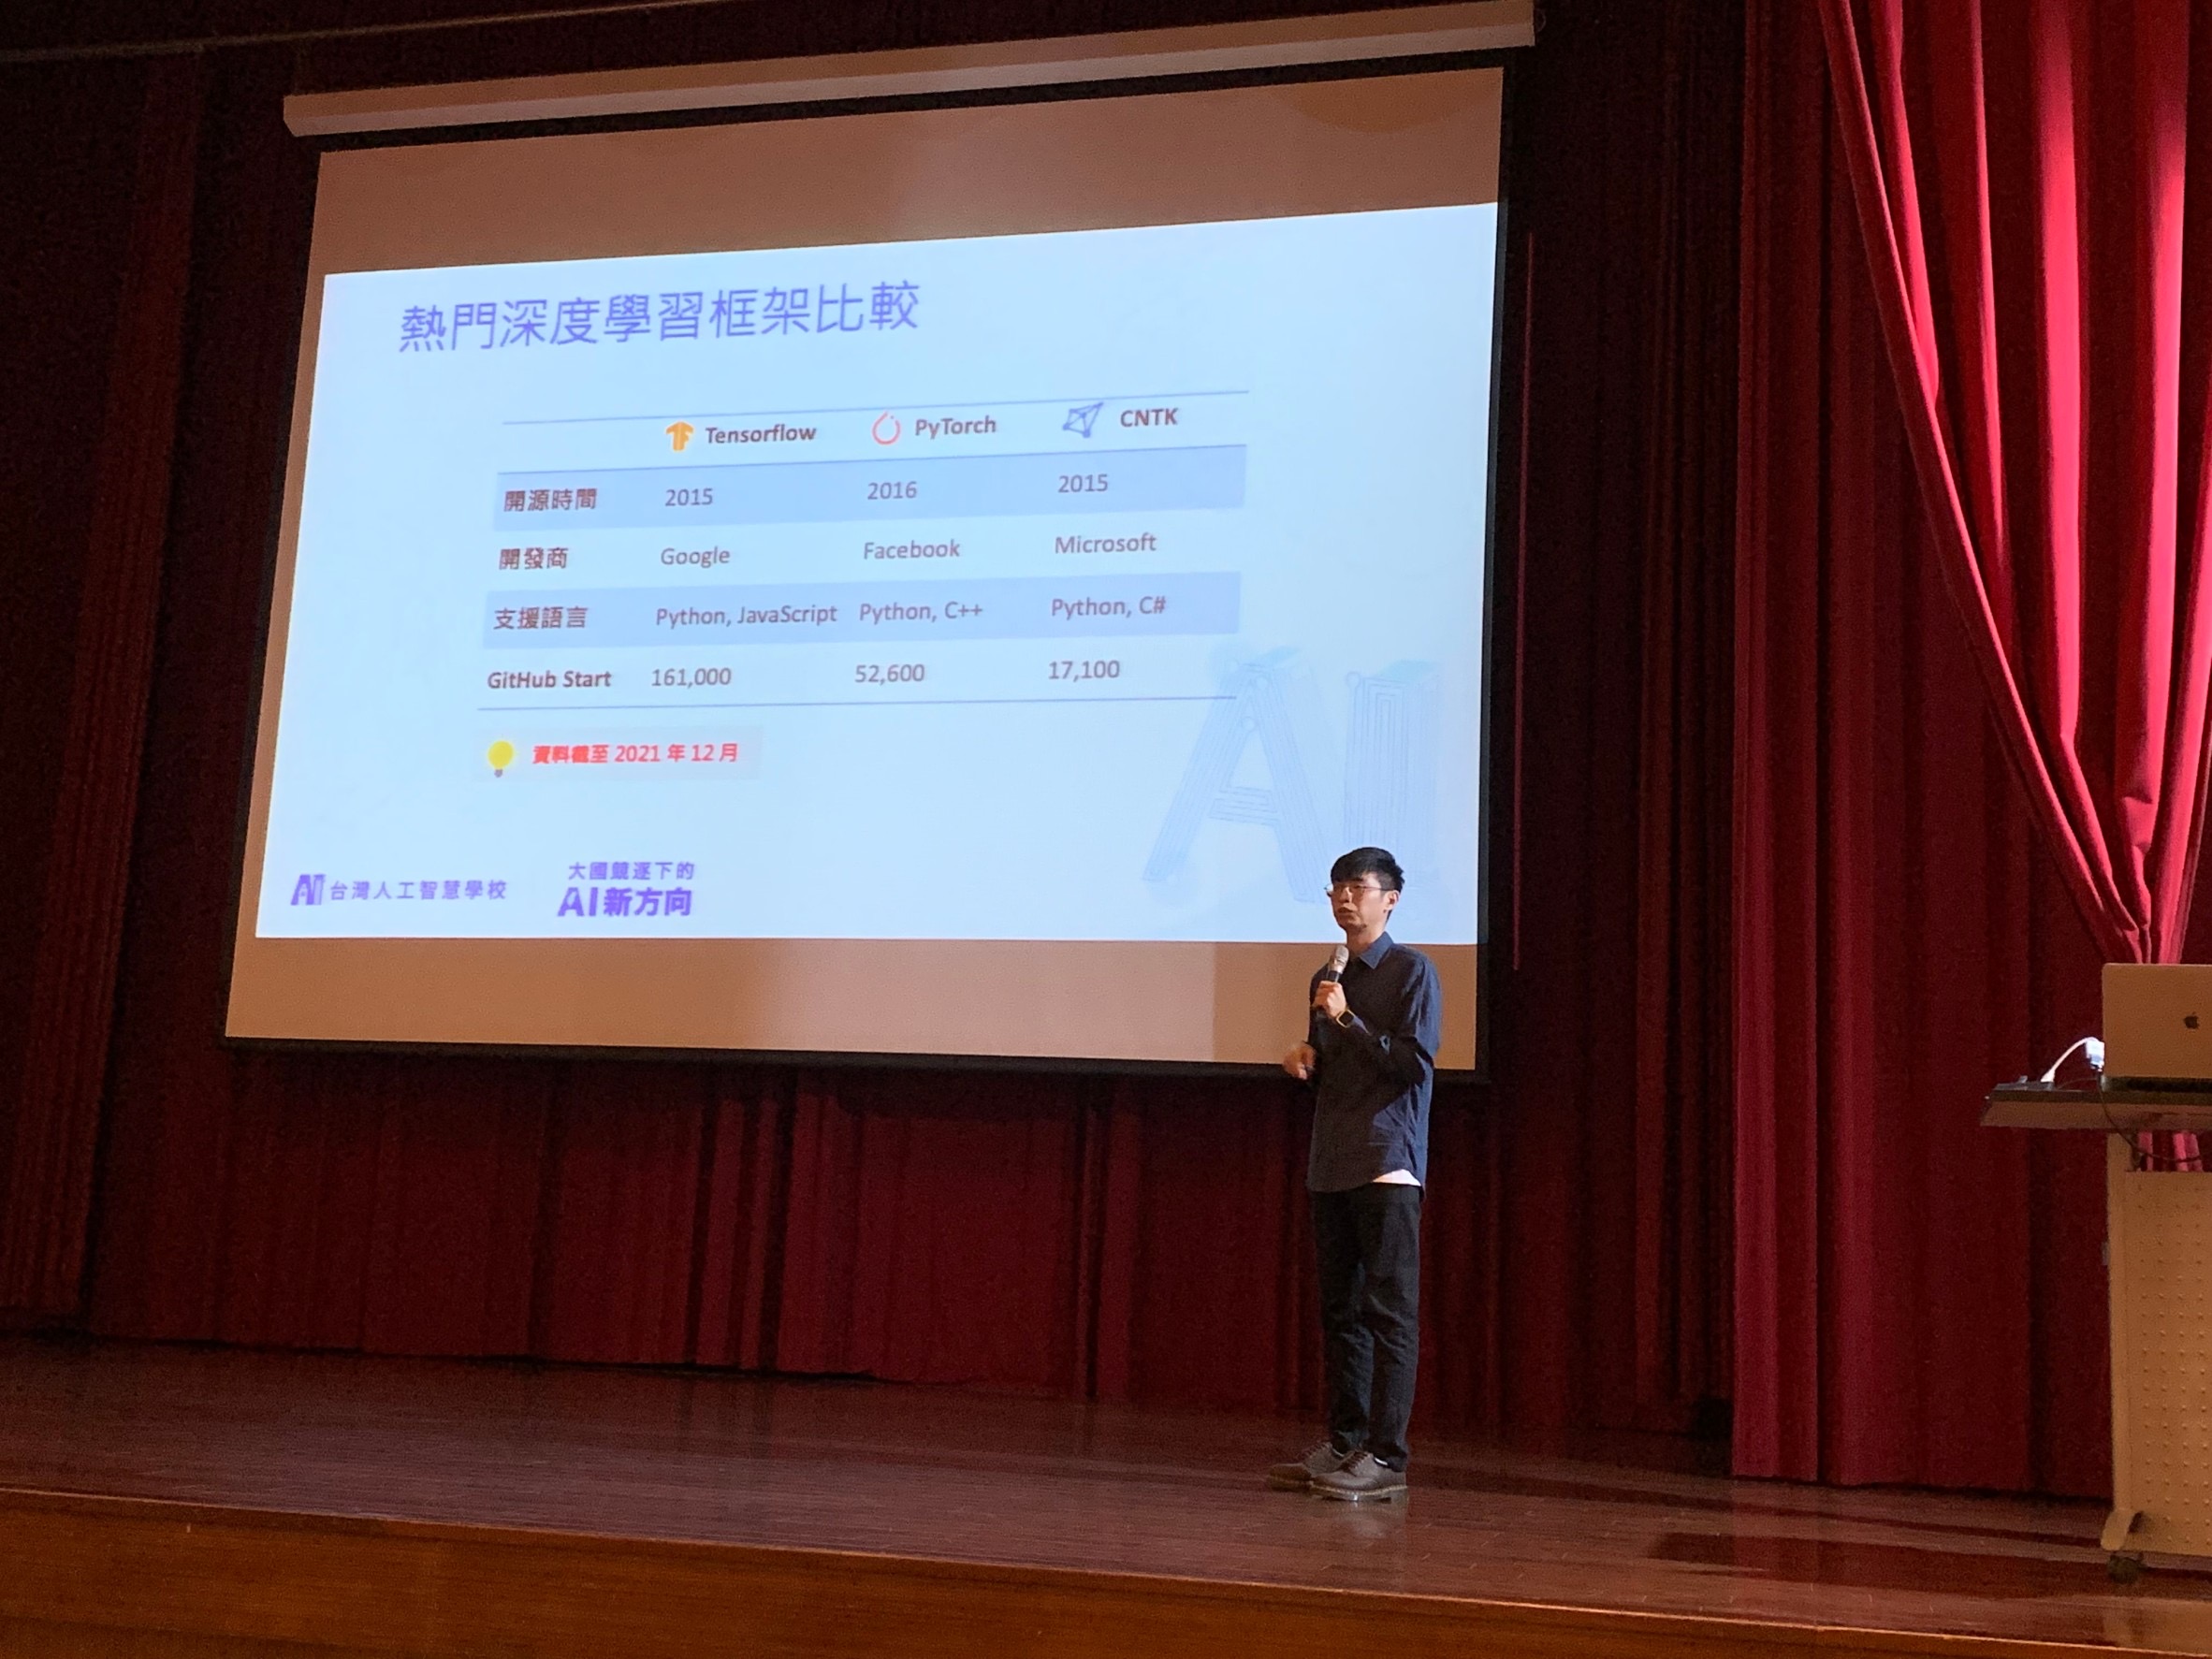 熱門深度學習框架比較
Tensorflow PyTorch CNTK
開源時間 2015 2016 2015
開發商 Google Facebook Microsoft
支援語言 Python, JavaScript Python, C++ Python, C#
GitHub Start 161,000 52,600 17,100
資料截至 2021 年 12 月
AI
AI 台灣人工智慧學校
大國競逐下的
AI新方向